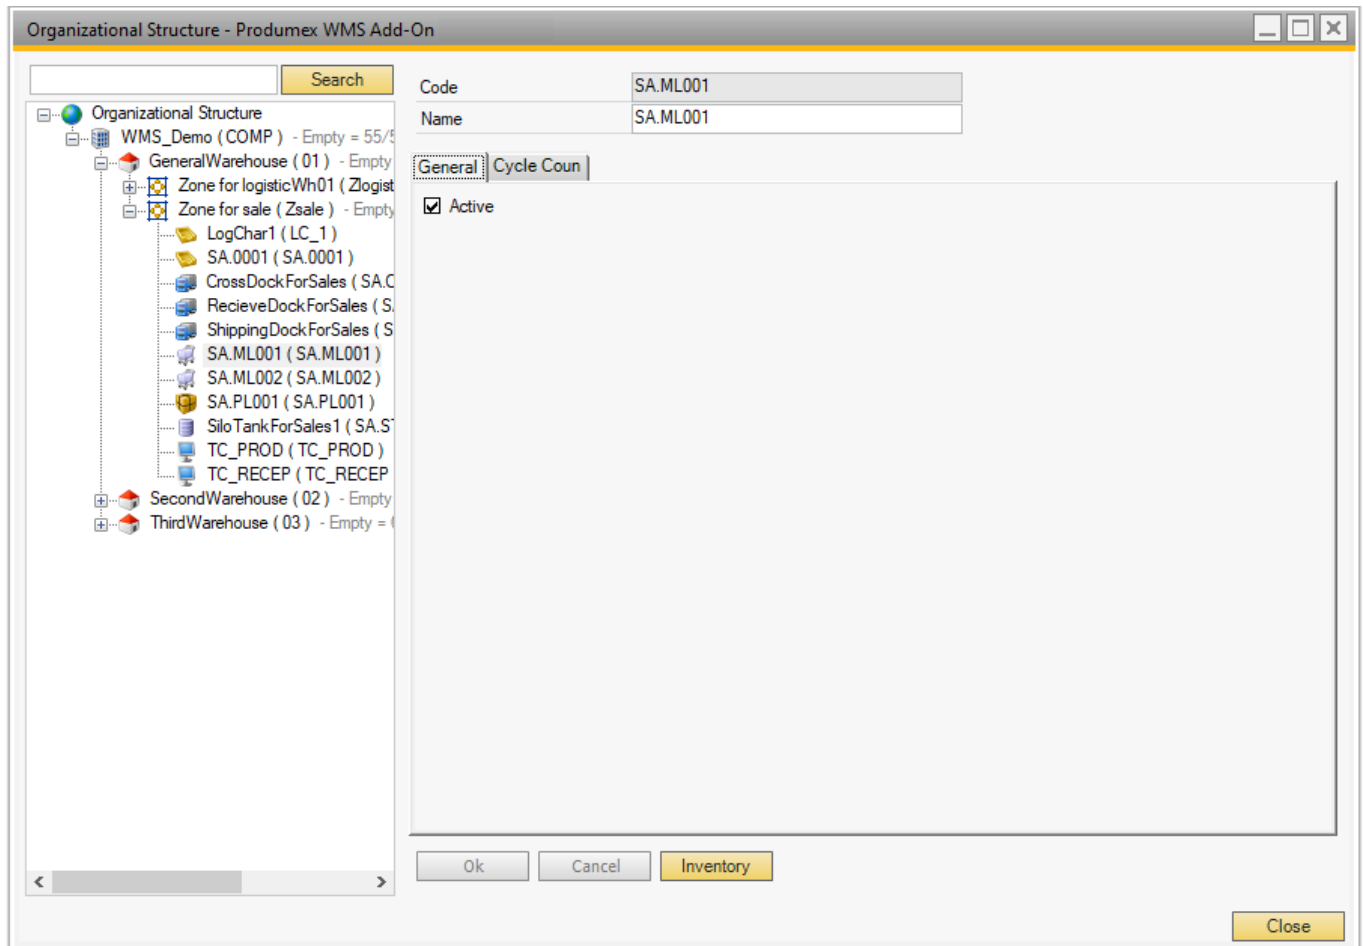 Organizational Structure - Produmex WMS Add-On
Search
Organizational Structure
WMS_Demo ( COMP ) - Empty = 55/5
GeneralWarehouse ( 01 ) - Empty
Zone for logisticWh01 ( Zlogist
Zone for sale ( Zsale ) - Empty
LogChar1 ( LC_1 )
SA.0001 ( SA.0001 )
CrossDockForSales ( SA.C
RecieveDockForSales ( S.
ShippingDockForSales ( S
SA.ML001 ( SA.ML001 )
SA.ML002 ( SA.ML002 )
SA.PL001 ( SA.PL001 )
SiloTankForSales1 ( SA.ST
TC_PROD ( TC_PROD )
TC_RECEP ( TC_RECEP
SecondWarehouse ( 02 ) - Empty
ThirdWarehouse ( 03 ) - Empty =
Code SA.ML001
Name SA.ML001
General Cycle Coun
Active
Ok Cancel Inventory
Close